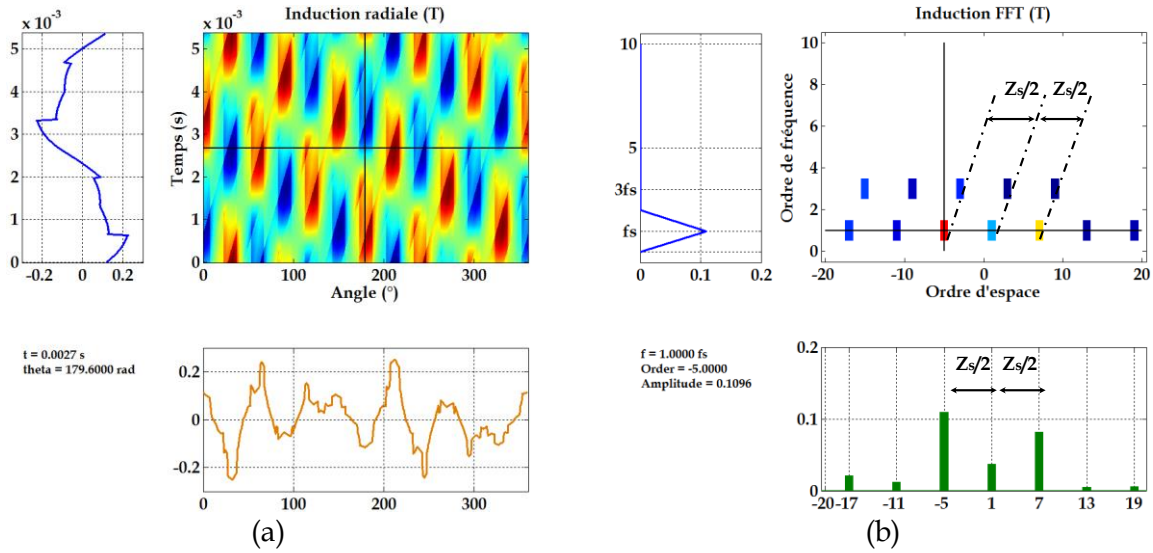 x 10⁻³
5
4
3
2
1
0
-0.2 0 0.2
Induction radiale (T)
x 10⁻³
5
4
3
2
1
0
Temps (s)
0 100 200 300
Angle (°)
t = 0.0027 s
theta = 179.6000 rad
0.2
0
-0.2
0 100 200 300
(a)
10
5
3fs
fs
0 0.1 0.2
Induction FFT (T)
10
8
6
4
2
0
Ordre de fréquence
Zs/2 Zs/2
-20 -10 0 10 20
Ordre d'espace
f = 1.0000 fs
Order = -5.0000
Amplitude = 0.1096
0.2
0.1
0
Zs/2 Zs/2
-20 -17 -11 -5 1 7 13 19
(b)